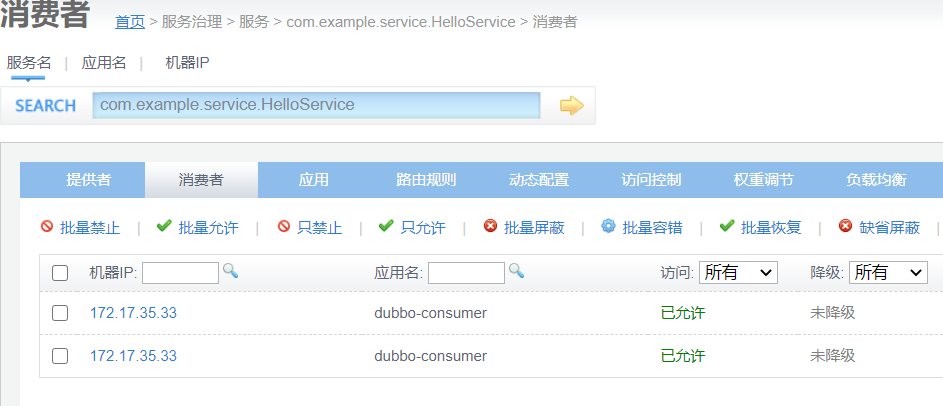 消费者 首页 > 服务治理 > 服务 > com.example.service.HelloService > 消费者
服务名 | 应用名 | 机器IP
SEARCH com.example.service.HelloService
提供者 消费者 应用 路由规则 动态配置 访问控制 权重调节 负载均衡
批量禁止 | 批量允许 | 只禁止 | 只允许 | 批量屏蔽 | 批量容错 | 批量恢复 | 缺省屏蔽 |
机器IP: 应用名: 访问: 所有 降级: 所有
172.17.35.33 dubbo-consumer 已允许 未降级
172.17.35.33 dubbo-consumer 已允许 未降级